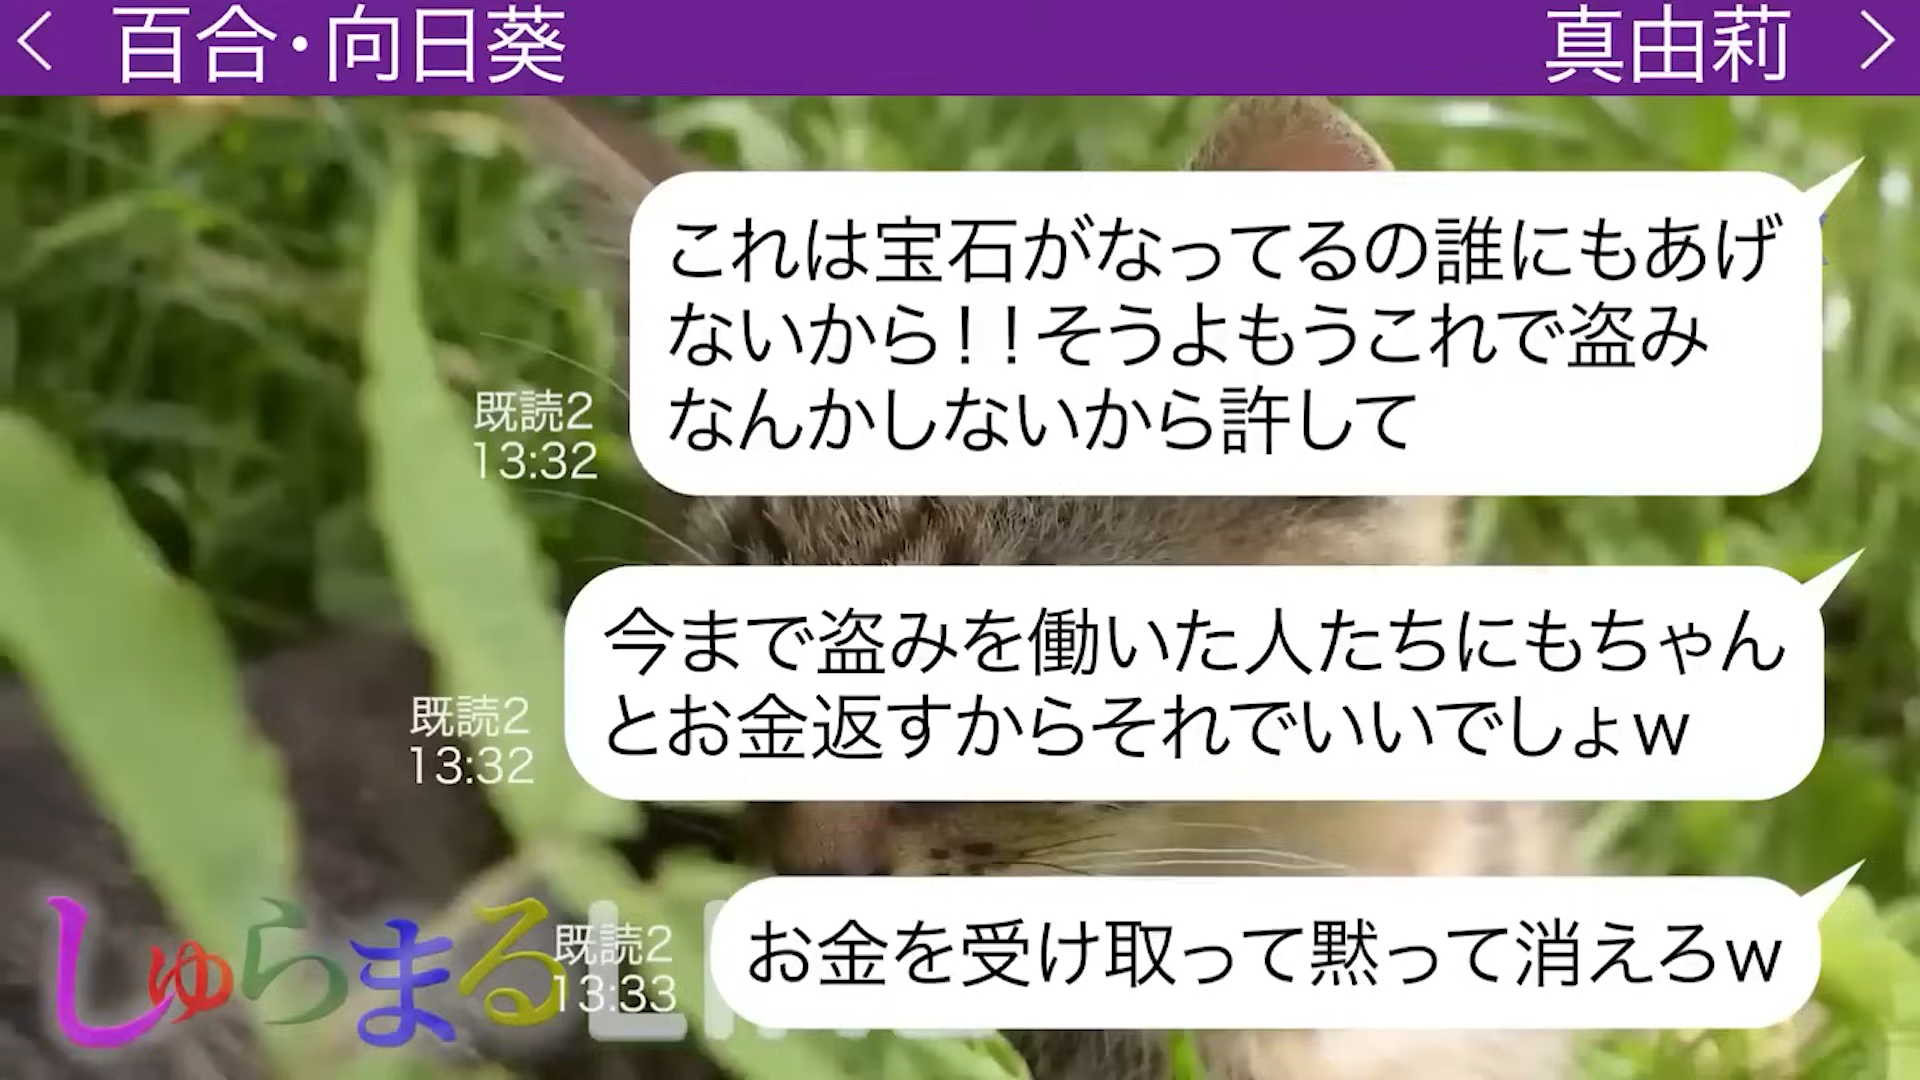 百合・向日葵
真由莉
これは宝石がなってるの誰にもあげ
ないから!!そうよもうこれで盗み
なんかしないから許して
既読2
13:32
今まで盗みを働いた人たちにもちゃん
とお金返すからそれでいいでしょw
既読2
13:32
お金を受け取って黙って消えろw
既読2
13:33
しゅらまる